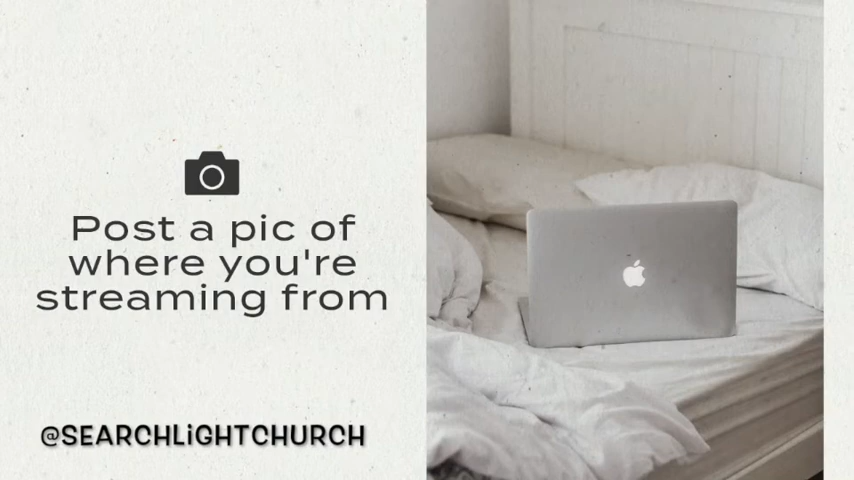 Post a pic of
where you're
streaming from
@SEARCHLiGHTCHURCH